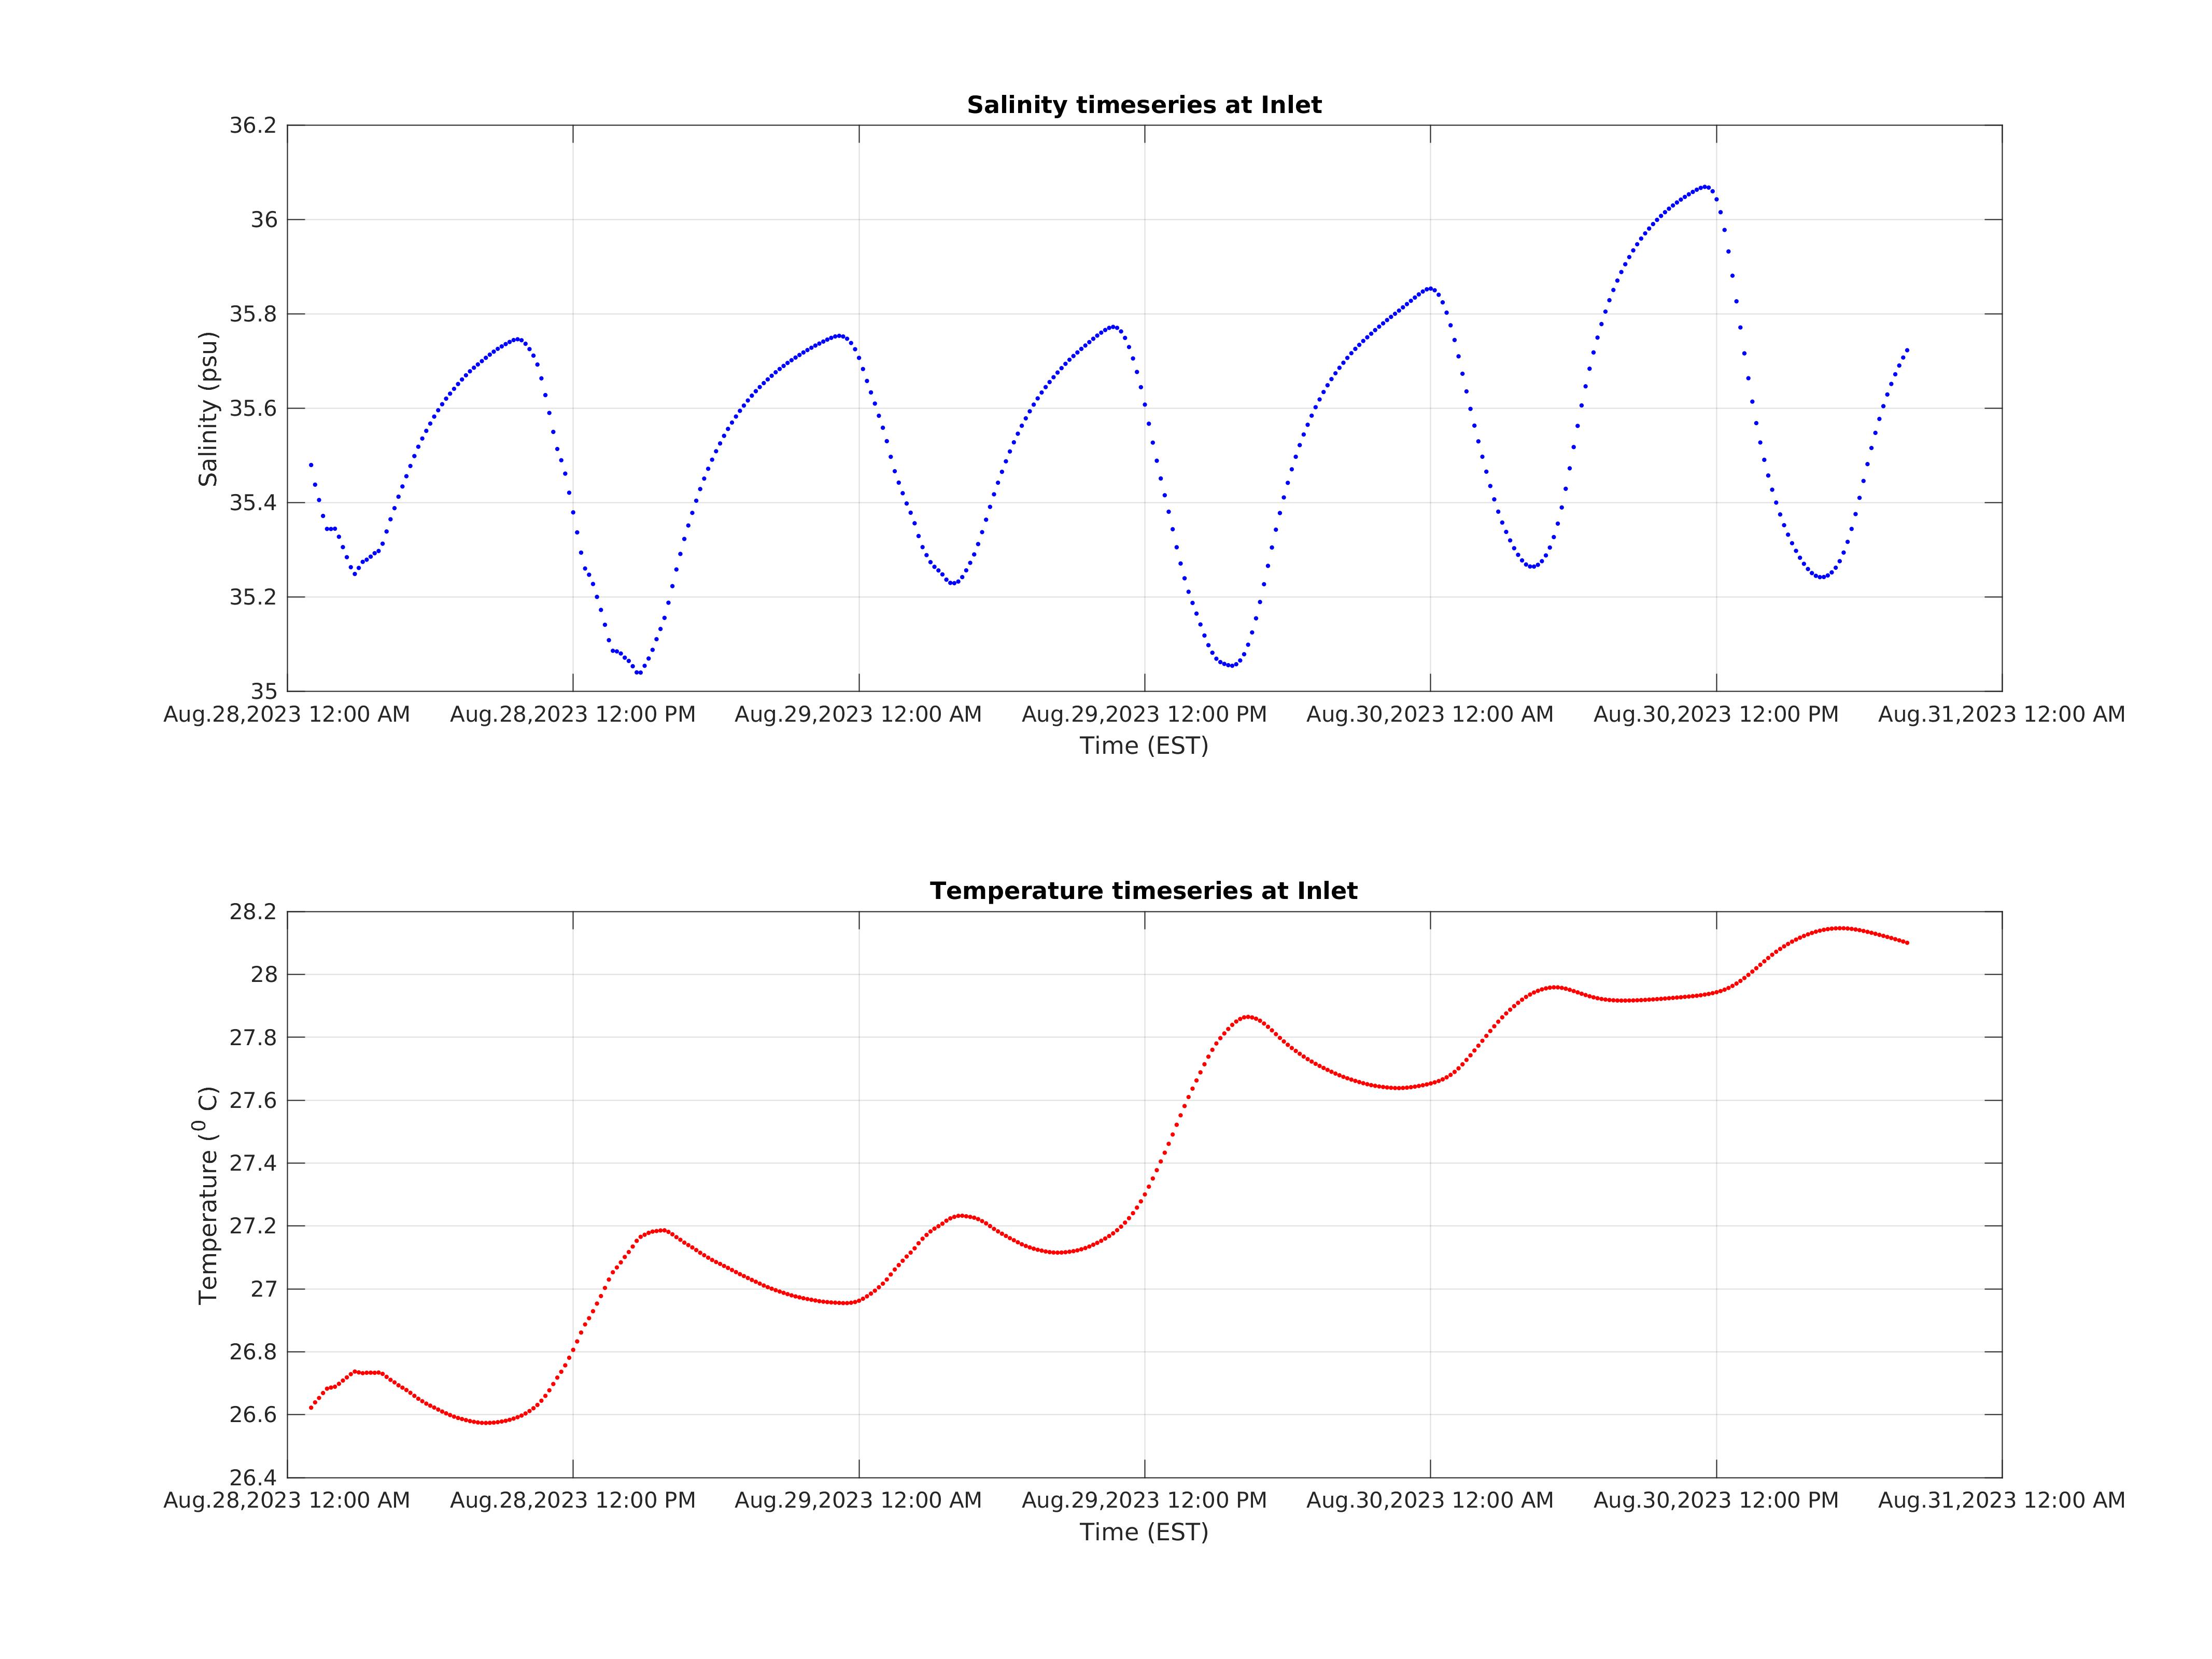 Salinity timeseries at Inlet
36.2
36
35.8
35.6
35.4
35.2
35
Salinity (psu)
Aug.28,2023 12:00 AM Aug.28,2023 12:00 PM Aug.29,2023 12:00 AM Aug.29,2023 12:00 PM Aug.30,2023 12:00 AM Aug.30,2023 12:00 PM Aug.31,2023 12:00 AM
Time (EST)
Temperature timeseries at Inlet
28.2
28
27.8
27.6
27.4
27.2
27
26.8
26.6
26.4
Temperature (⁰ C)
Aug.28,2023 12:00 AM Aug.28,2023 12:00 PM Aug.29,2023 12:00 AM Aug.29,2023 12:00 PM Aug.30,2023 12:00 AM Aug.30,2023 12:00 PM Aug.31,2023 12:00 AM
Time (EST)